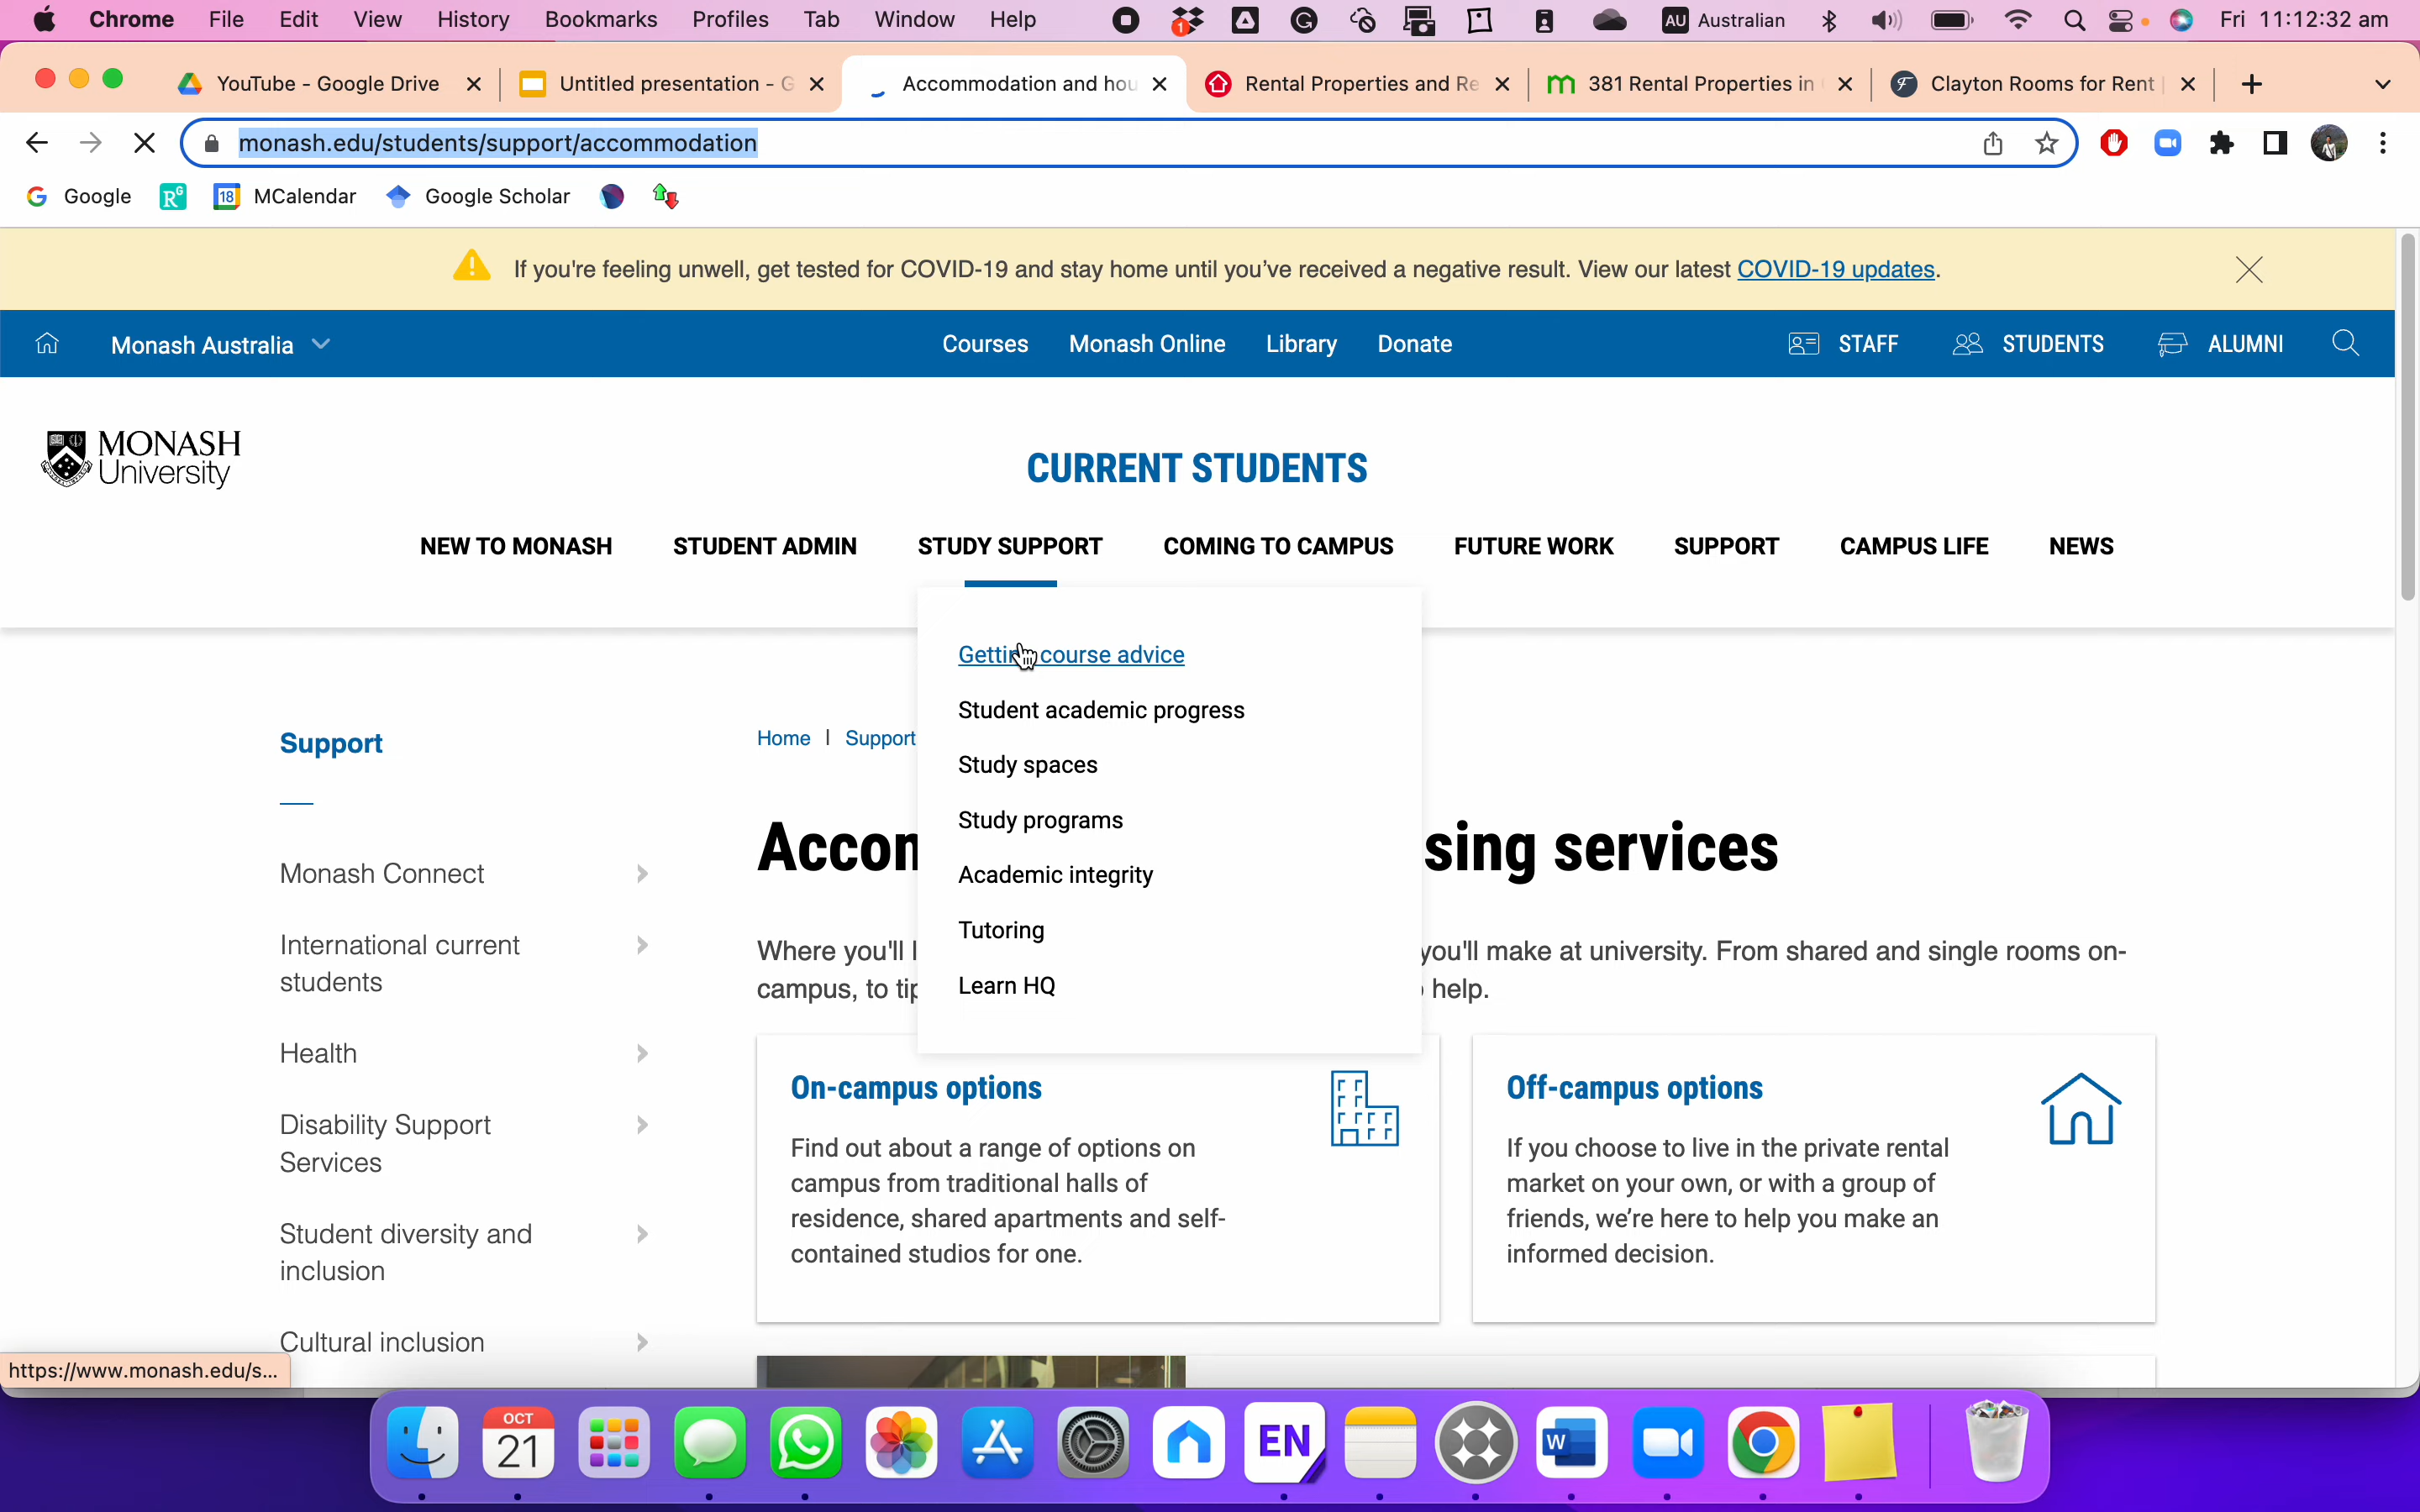 Chrome File Edit View History Bookmarks Profiles Tab Window Help 1 AU Australian Fri 11:12:32 am
YouTube - Google Drive Untitled presentation - G Accommodation and hou Rental Properties and Re 381 Rental Properties in Clayton Rooms for Rent
monash.edu/students/support/accommodation
Google RG 18 MCalendar Google Scholar
If you're feeling unwell, get tested for COVID-19 and stay home until you've received a negative result. View our latest COVID-19 updates.
Monash Australia Courses Monash Online Library Donate STAFF STUDENTS ALUMNI
MONASH
University
CURRENT STUDENTS
NEW TO MONASH STUDENT ADMIN STUDY SUPPORT COMING TO CAMPUS FUTURE WORK SUPPORT CAMPUS LIFE NEWS
Getting course advice
Student academic progress
Study spaces
Study programs
Academic integrity
Tutoring
Learn HQ
Support
Monash Connect
International current
students
Health
Disability Support
Services
Student diversity and
inclusion
Cultural inclusion
Home | Support
Accom sing services
Where you'll l you'll make at university. From shared and single rooms on-
campus, to tip help.
On-campus options
Find out about a range of options on
campus from traditional halls of
residence, shared apartments and self-
contained studios for one.
Off-campus options
If you choose to live in the private rental
market on your own, or with a group of
friends, we're here to help you make an
informed decision.
https://www.monash.edu/s...
OCT
21
EN
W